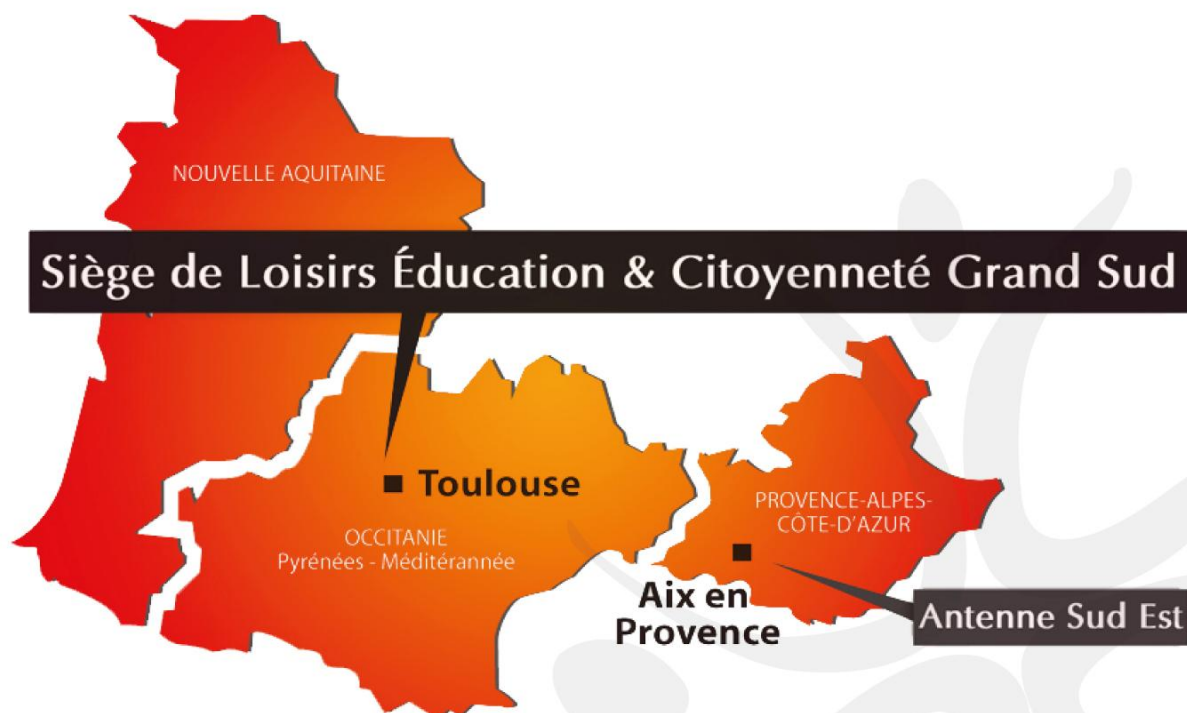 NOUVELLE AQUITAINE
Siège de Loisirs Éducation & Citoyenneté Grand Sud
Toulouse
OCCITANIE
Pyrénées - Méditérannée
PROVENCE-ALPES-
CÔTE-D'AZUR
Aix en
Provence
Antenne Sud Est